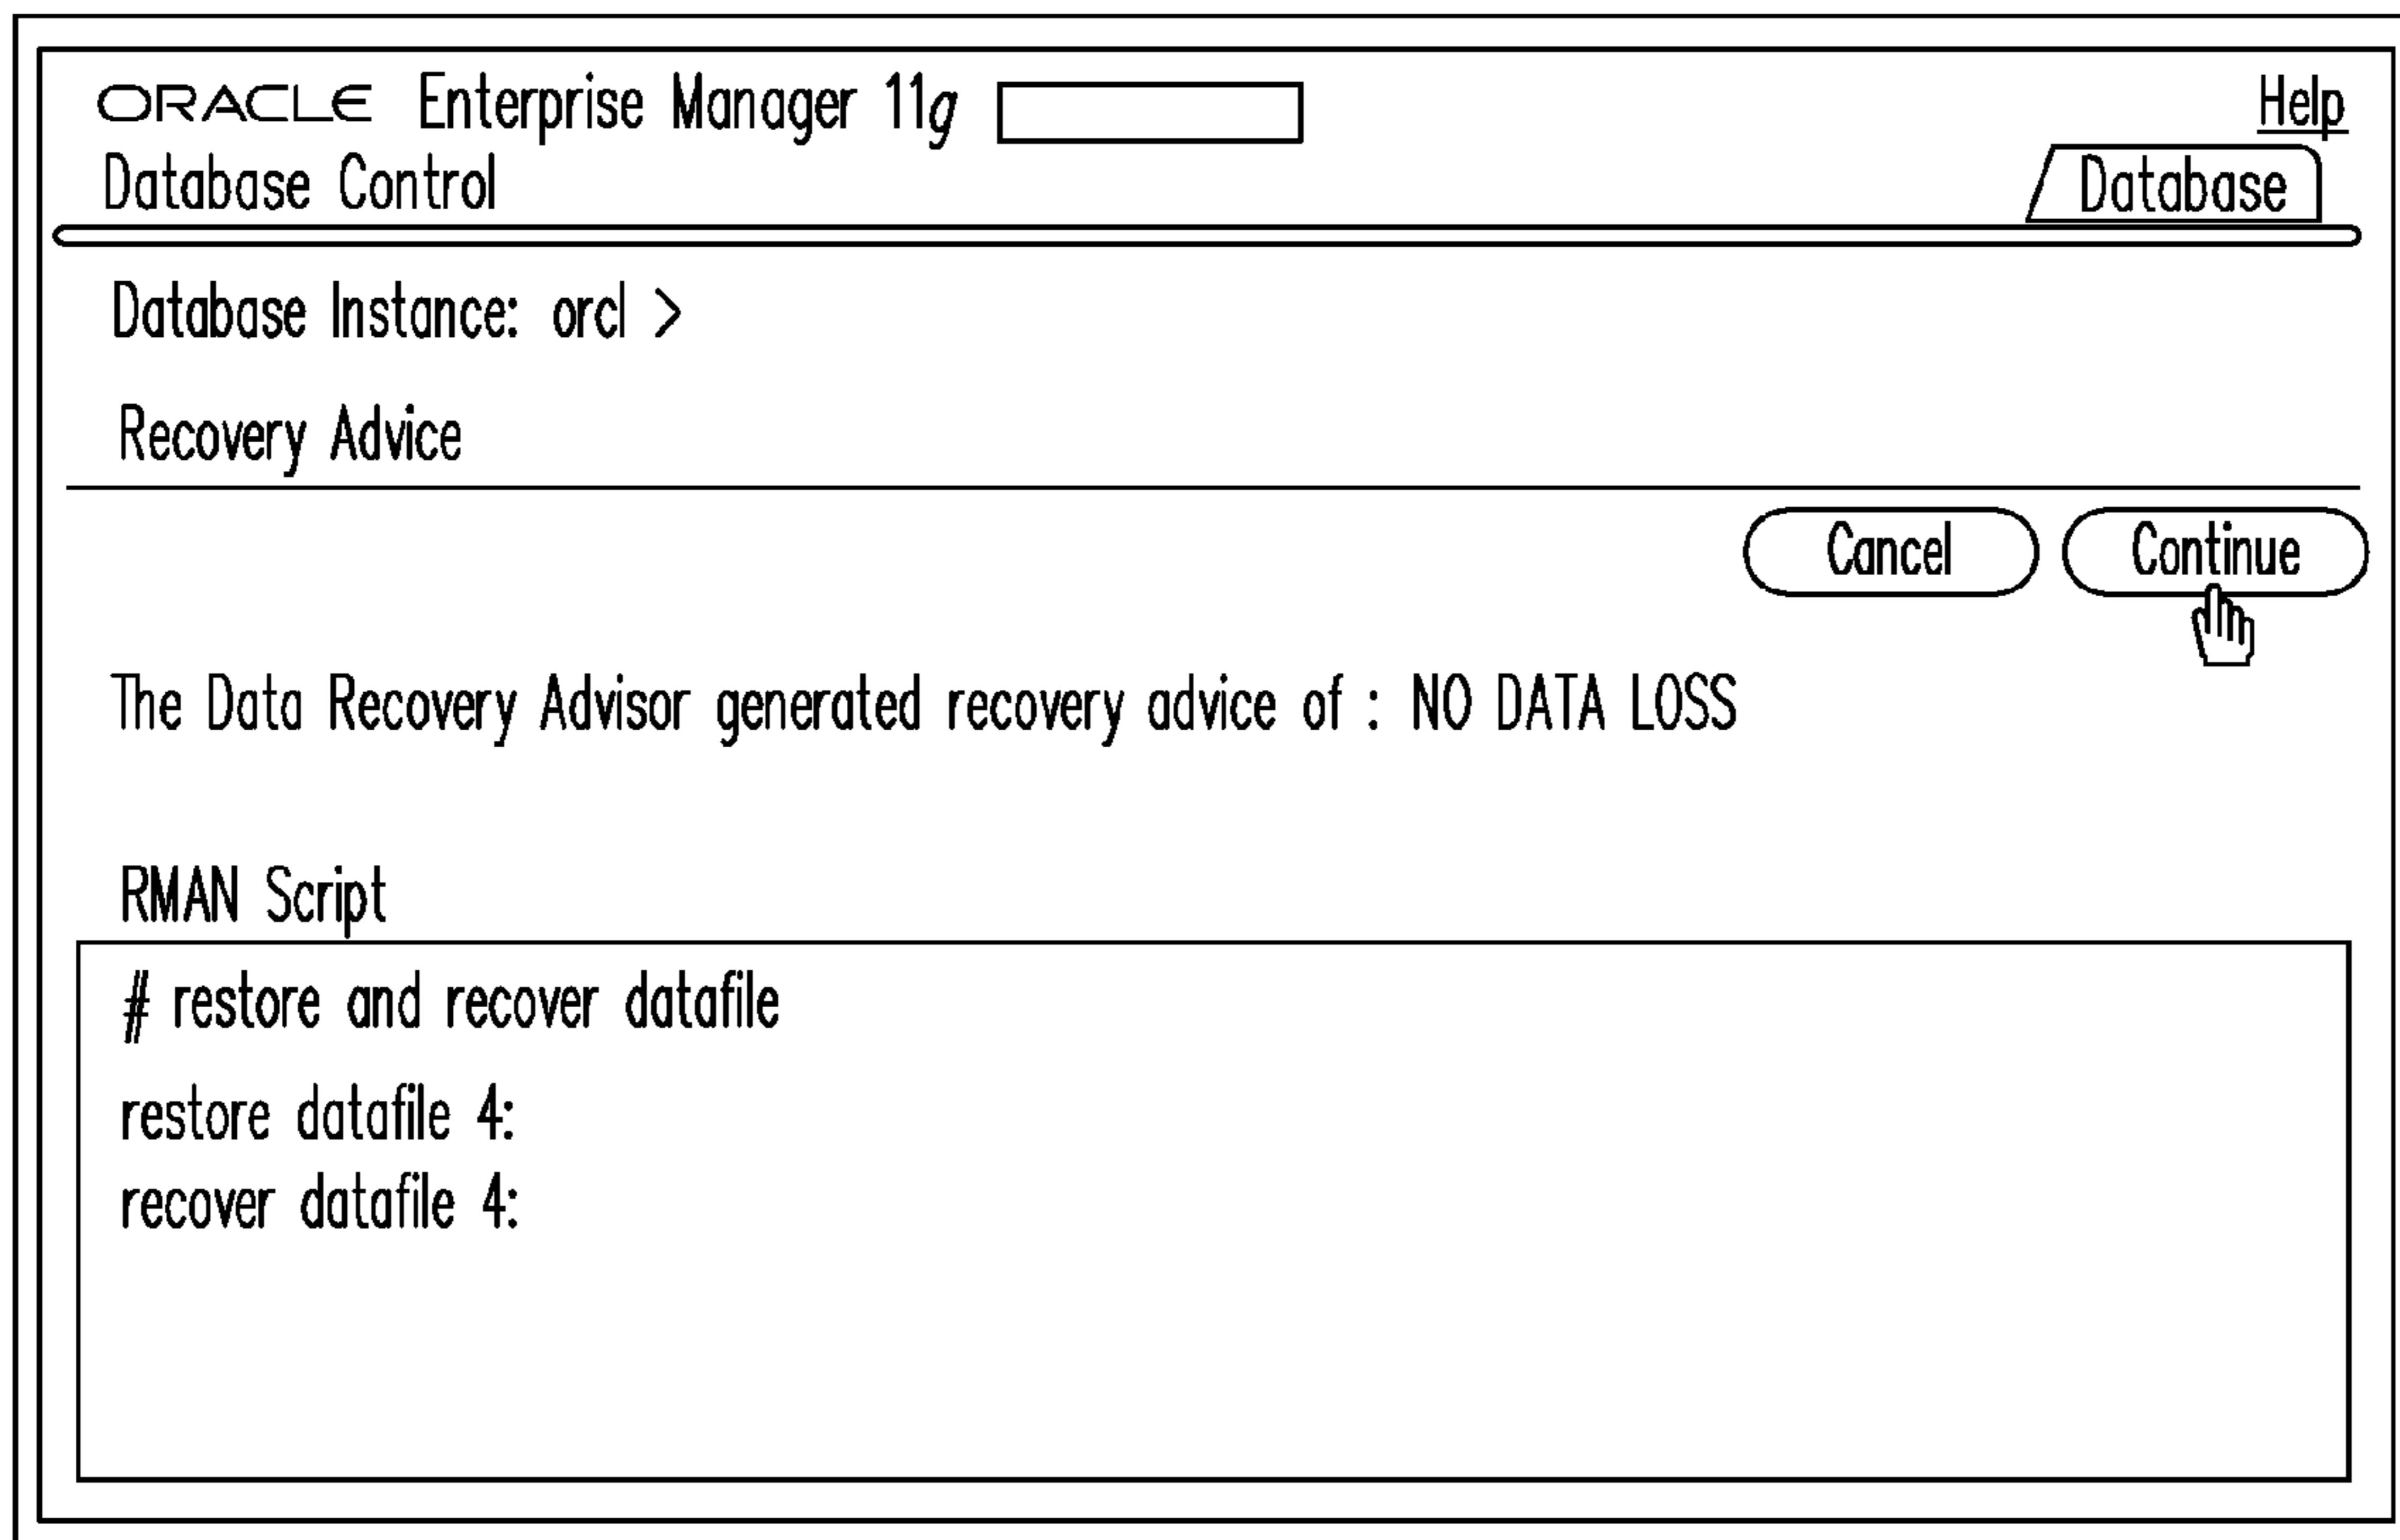 ORACLE Enterprise Manager 11g
Help
Database Control
Database
Database Instance: orcl >
Recovery Advice
Cancel Continue
The Data Recovery Advisor generated recovery advice of : NO DATA LOSS
RMAN Script
# restore and recover datafile
restore datafile 4:
recover datafile 4: